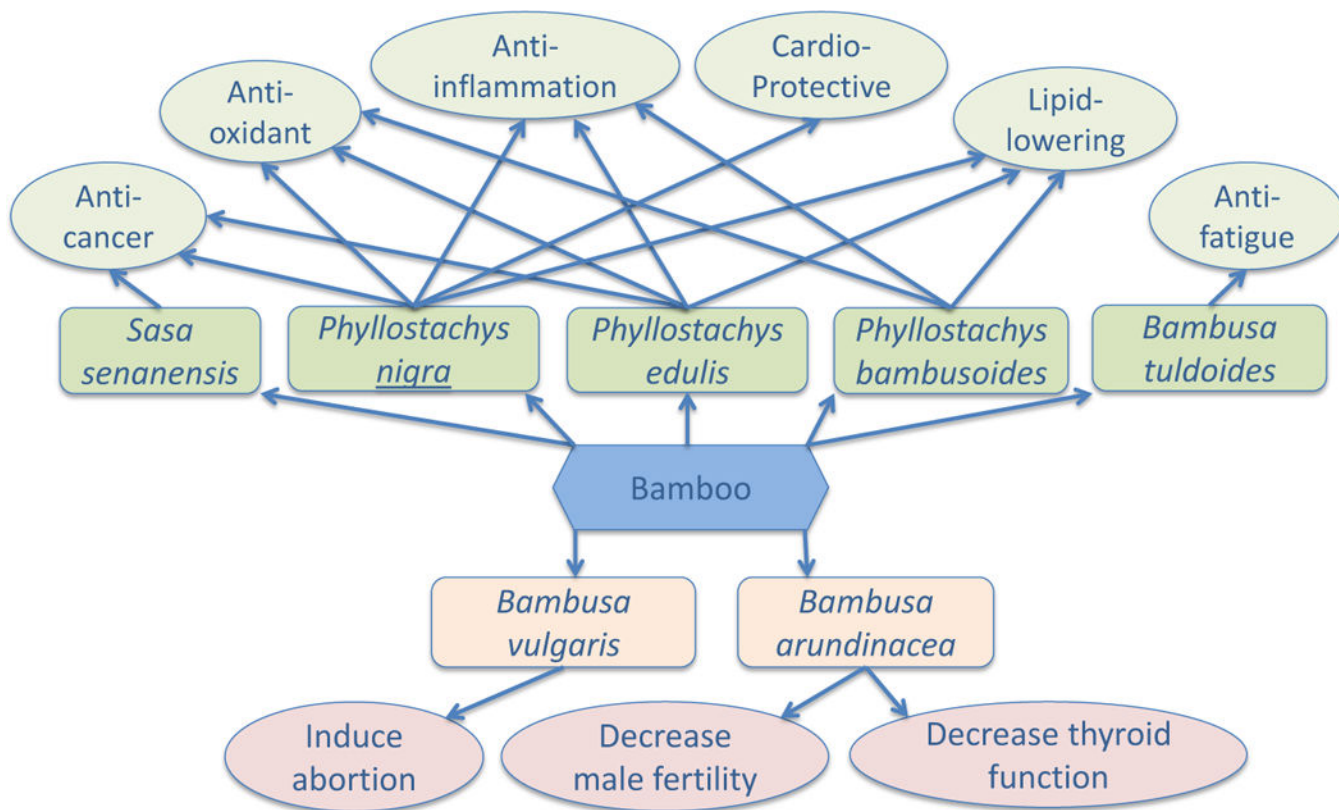 Anti-
inflammation
Cardio-
Protective
Anti-
oxidant
Lipid-
lowering
Anti-
cancer
Anti-
fatigue
Sasa
senanensis
Phyllostachys
nigra
Phyllostachys
edulis
Phyllostachys
bambusoides
Bambusa
tuldoides
Bamboo
Bambusa
vulgaris
Bambusa
arundinacea
Induce
abortion
Decrease
male fertility
Decrease thyroid
function